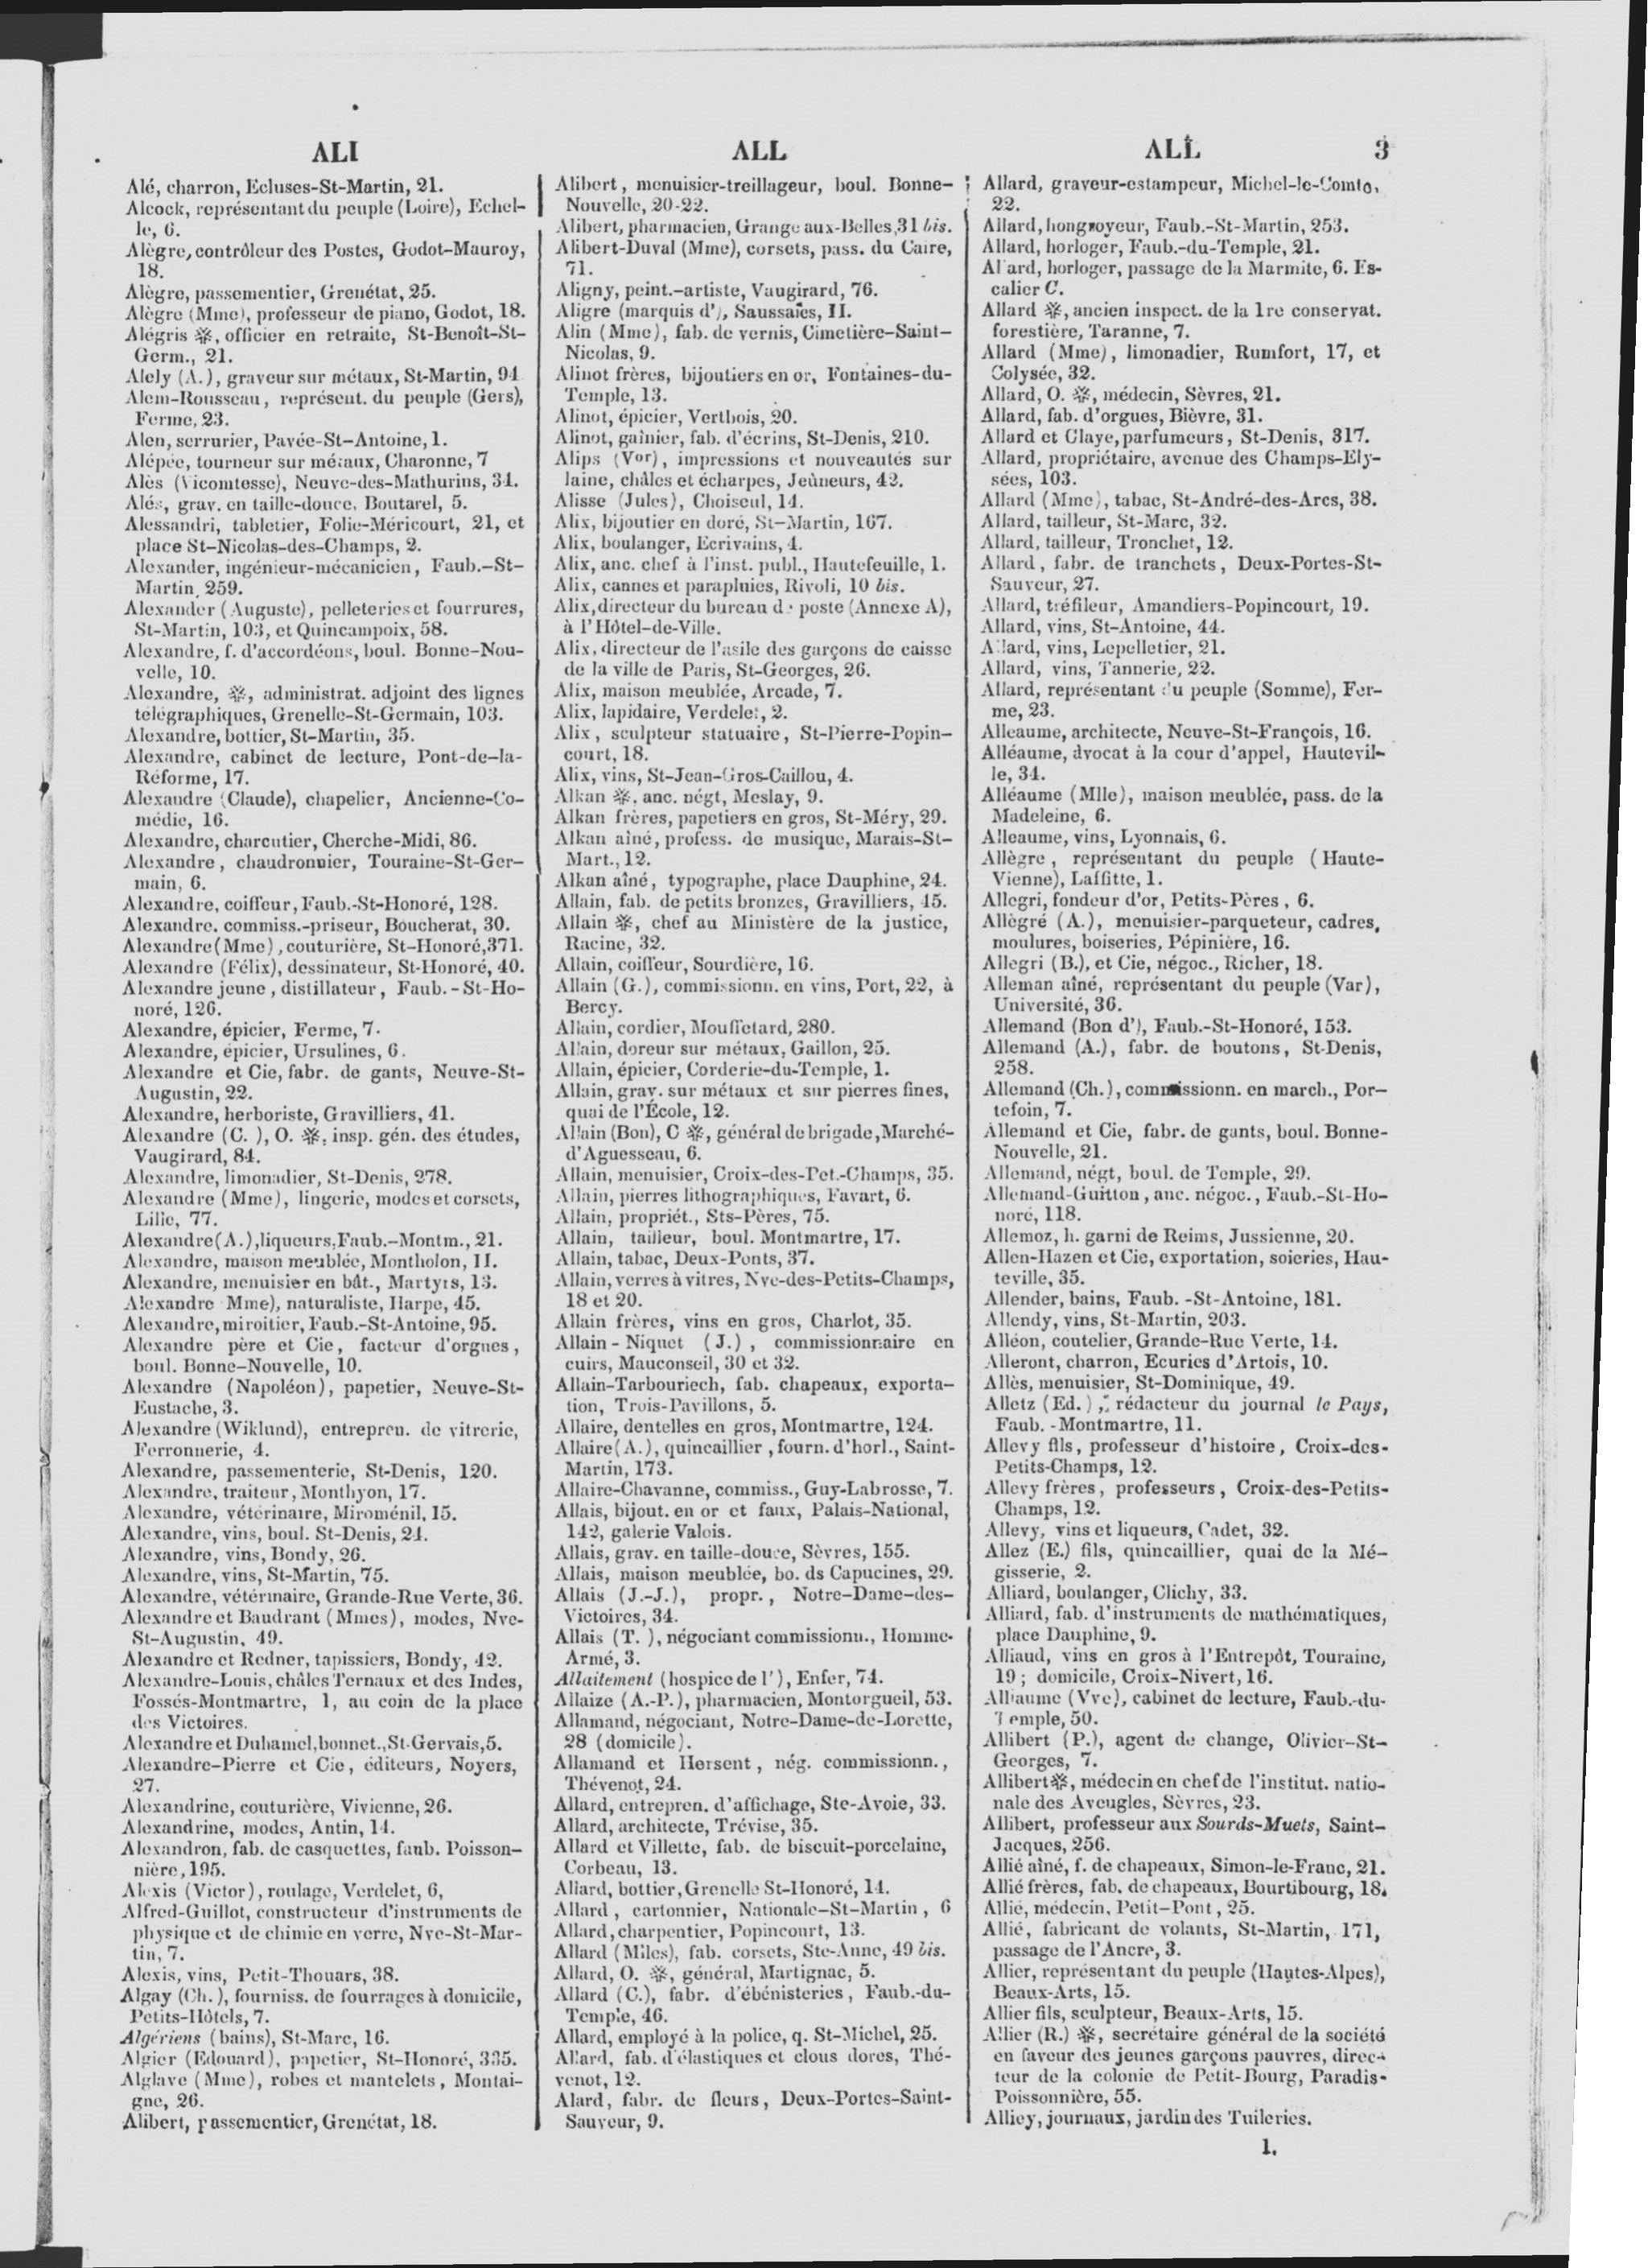 ALI
Alé, charron, Ecluses-St-Martin, 21.
Alcock, représentant du peuple (Loire), Echel-
le, 6.
Alègre, contrôleur des Postes, Godot-Mauroy,
18.
Alègre, passementier, Grenétat, 25.
Alègre (Mme), professeur de piano, Godot, 18.
Alégris ✻, officier en retraite, St-Benoît-St-
Germ., 21.
Alely (A.), graveur sur métaux, St-Martin, 94
Alem-Rousseau, représent. du peuple (Gers),
Ferme, 23.
Alen, serrurier, Pavée-St-Antoine, 1.
Alépée, tourneur sur métaux, Charonne, 7
Alès (Vicomtesse), Neuve-des-Mathurins, 34.
Alés, grav. en taille-douce, Boutarel, 5.
Alessandri, tabletier, Folie-Méricourt, 21, et
place St-Nicolas-des-Champs, 2.
Alexander, ingénieur-mécanicien, Faub.-St-
Martin, 259.
Alexander (Auguste), pelleteries et fourrures,
St-Martin, 103, et Quincampoix, 58.
Alexandre, f. d'accordéons, boul. Bonne-Nou-
velle, 10.
Alexandre, ✻, administrat. adjoint des lignes
télégraphiques, Grenelle-St-Germain, 103.
Alexandre, bottier, St-Martin, 35.
Alexandre, cabinet de lecture, Pont-de-la-
Réforme, 17.
Alexandre (Claude), chapelier, Ancienne-Co-
médie, 16.
Alexandre, charcutier, Cherche-Midi, 86.
Alexandre, chaudronnier, Touraine-St-Ger-
main, 6.
Alexandre, coiffeur, Faub.-St-Honoré, 128.
Alexandre, commiss.-priseur, Boucherat, 30.
Alexandre (Mme), couturière, St-Honoré, 371.
Alexandre (Félix), dessinateur, St-Honoré, 40.
Alexandre jeune, distillateur, Faub.-St-Ho-
noré, 126.
Alexandre, épicier, Ferme, 7.
Alexandre, épicier, Ursulines, 6.
Alexandre et Cie, fabr. de gants, Neuve-St-
Augustin, 22.
Alexandre, herboriste, Gravilliers, 41.
Alexandre (C.), O. ✻, insp. gén. des études,
Vaugirard, 84.
Alexandre, limonadier, St-Denis, 278.
Alexandre (Mme), lingerie, modes et corsets,
Lille, 77.
Alexandre (A.), liqueurs, Faub.-Montm., 21.
Alexandre, maison meublée, Montholon, II.
Alexandre, menuisier en bât., Martyrs, 13.
Alexandre Mme), naturaliste, Harpe, 45.
Alexandre, miroitier, Faub.-St-Antoine, 95.
Alexandre père et Cie, facteur d'orgues,
boul. Bonne-Nouvelle, 10.
Alexandre (Napoléon), papetier, Neuve-St-
Eustache, 3.
Alexandre (Wiklund), entrepren. de vitrerie,
Ferronnerie, 4.
Alexandre, passementerie, St-Denis, 120.
Alexandre, traiteur, Monthyon, 17.
Alexandre, vétérinaire, Miroménil, 15.
Alexandre, vins, boul. St-Denis, 24.
Alexandre, vins, Bondy, 26.
Alexandre, vins, St-Martin, 75.
Alexandre, vétérinaire, Grande-Rue Verte, 36.
Alexandre et Baudrant (Mmes), modes, Nve-
St-Augustin, 49.
Alexandre et Redner, tapissiers, Bondy, 42.
Alexandre-Louis, châles Ternaux et des Indes,
Fossés-Montmartre, 1, au coin de la place
des Victoires.
Alexandre et Duhamel, bonnet., St-Gervais, 5.
Alexandre-Pierre et Cie, éditeurs, Noyers,
27.
Alexandrine, couturière, Vivienne, 26.
Alexandrine, modes, Antin, 14.
Alexandron, fab. de casquettes, faub. Poisson-
nière, 195.
Alexis (Victor), roulage, Verdelet, 6,
Alfred-Guillot, constructeur d'instruments de
physique et de chimie en verre, Nve-St-Mar-
tin, 7.
Alexis, vins, Petit-Thouars, 38.
Algay (Ch.), fourniss. de fourrages à domicile,
Petits-Hôtels, 7.
Algériens (bains), St-Marc, 16.
Algier (Edouard), papetier, St-Honoré, 335.
Alglave (Mme), robes et mantelets, Montai-
gne, 26.
Alibert, passementier, Grenétat, 18.
ALL
Alibert, menuisier-treillageur, boul. Bonne-
Nouvelle, 20-22.
Alibert, pharmacien, Grange aux-Belles, 31 bis.
Alibert-Duval (Mme), corsets, pass. du Caire,
71.
Aligny, peint.-artiste, Vaugirard, 76.
Aligre (marquis d'), Saussaies, II.
Alin (Mme), fab. de vernis, Cimetière-Saint-
Nicolas, 9.
Alinot frères, bijoutiers en or, Fontaines-du-
Temple, 13.
Alinot, épicier, Vertbois, 20.
Alinot, gaînier, fab. d'écrins, St-Denis, 210.
Alips (Vor), impressions et nouveautés sur
laine, châles et écharpes, Jeûneurs, 42.
Alisse (Jules), Choiseul, 14.
Alix, bijoutier en doré, St-Martin, 167.
Alix, boulanger, Ecrivains, 4.
Alix, anc. chef à l'inst. publ., Hautefeuille, 1.
Alix, cannes et parapluies, Rivoli, 10 bis.
Alix, directeur du bureau de poste (Annexe A),
à l'Hôtel-de-Ville.
Alix, directeur de l'asile des garçons de caisse
de la ville de Paris, St-Georges, 26.
Alix, maison meublée, Arcade, 7.
Alix, lapidaire, Verdelet, 2.
Alix, sculpteur statuaire, St-Pierre-Popin-
court, 18.
Alix, vins, St-Jean-Gros-Caillou, 4.
Alkan ✻, anc. négt, Meslay, 9.
Alkan frères, papetiers en gros, St-Méry, 29.
Alkan aîné, profess. de musique, Marais-St-
Mart., 12.
Alkan aîné, typographe, place Dauphine, 24.
Allain, fab. de petits bronzes, Gravilliers, 45.
Allain ✻, chef au Ministère de la justice,
Racine, 32.
Allain, coiffeur, Sourdière, 16.
Allain (G.), commissionn. en vins, Port, 22, à
Bercy.
Allain, cordier, Mouffetard, 280.
Allain, doreur sur métaux, Gaillon, 25.
Allain, épicier, Corderie-du-Temple, 1.
Allain, grav. sur métaux et sur pierres fines,
quai de l'École, 12.
Allain (Bon), C ✻, général de brigade, Marché-
d'Aguesseau, 6.
Allain, menuisier, Croix-des-Pet.-Champs, 35.
Allain, pierres lithographiques, Favart, 6.
Allain, propriét., Sts-Pères, 75.
Allain, tailleur, boul. Montmartre, 17.
Allain, tabac, Deux-Ponts, 37.
Allain, verres à vitres, Nve-des-Petits-Champs,
18 et 20.
Allain frères, vins en gros, Charlot, 35.
Allain-Niquet (J.), commissionnaire en
cuirs, Mauconseil, 30 et 32.
Allain-Tarbouriech, fab. chapeaux, exporta-
tion, Trois-Pavillons, 5.
Allaire, dentelles en gros, Montmartre, 124.
Allaire (A.), quincaillier, fourn. d'horl., Saint-
Martin, 173.
Allaire-Chavanne, commiss., Guy-Labrosse, 7.
Allais, bijout. en or et faux, Palais-National,
142, galerie Valois.
Allais, grav. en taille-douce, Sèvres, 155.
Allais, maison meublée, bo. ds Capucines, 29.
Allais (J.-J.), propr., Notre-Dame-des-
Victoires, 34.
Allais (T.), négociant commissionn., Homme-
Armé, 3.
Allaitement (hospice de l'), Enfer, 74.
Allaize (A.-P.), pharmacien, Montorgueil, 53.
Allamand, négociant, Notre-Dame-de-Lorette,
28 (domicile).
Allamand et Hersent, nég. commissionn.,
Thévenot, 24.
Allard, entrepren. d'affichage, Ste-Avoie, 33.
Allard, architecte, Trévise, 35.
Allard et Villette, fab. de biscuit-porcelaine,
Corbeau, 13.
Allard, bottier, Grenelle St-Honoré, 14.
Allard, cartonnier, Nationale-St-Martin, 6
Allard, charpentier, Popincourt, 13.
Allard (Mlles), fab. corsets, Ste-Anne, 49 bis.
Allard, O. ✻, général, Martignac, 5.
Allard (C.), fabr. d'ébénisteries, Faub.-du-
Temple, 46.
Allard, employé à la police, q. St-Michel, 25.
Allard, fab. d'élastiques et clous dorés, Thé-
venot, 12.
Alard, fabr. de fleurs, Deux-Portes-Saint-
Sauveur, 9.
ALL 3
Allard, graveur-estampeur, Michel-le-Comte,
22.
Allard, hongroyeur, Faub.-St-Martin, 253.
Allard, horloger, Faub.-du-Temple, 21.
Allard, horloger, passage de la Marmite, 6. Es-
calier C.
Allard ✻, ancien inspect. de la 1re conservat.
forestière, Taranne, 7.
Allard (Mme), limonadier, Rumfort, 17, et
Colysée, 32.
Allard, O. ✻, médecin, Sèvres, 21.
Allard, fab. d'orgues, Bièvre, 31.
Allard et Claye, parfumeurs, St-Denis, 317.
Allard, propriétaire, avenue des Champs-Ely-
sées, 103.
Allard (Mme), tabac, St-André-des-Arcs, 38.
Allard, tailleur, St-Marc, 32.
Allard, tailleur, Tronchet, 12.
Allard, fabr. de tranchets, Deux-Portes-St-
Sauveur, 27.
Allard, tréfileur, Amandiers-Popincourt, 19.
Allard, vins, St-Antoine, 44.
Allard, vins, Lepelletier, 21.
Allard, vins, Tannerie, 22.
Allard, représentant du peuple (Somme), Fer-
me, 23.
Alleaume, architecte, Neuve-St-François, 16.
Alléaume, avocat à la cour d'appel, Hautevil-
le, 34.
Alléaume (Mlle), maison meublée, pass. de la
Madeleine, 6.
Alleaume, vins, Lyonnais, 6.
Allègre, représentant du peuple (Haute-
Vienne), Laffitte, 1.
Allegri, fondeur d'or, Petits-Pères, 6.
Allègré (A.), menuisier-parqueteur, cadres,
moulures, boiseries, Pépinière, 16.
Allegri (B.), et Cie, négoc., Richer, 18.
Alleman aîné, représentant du peuple (Var),
Université, 36.
Allemand (Bon d'), Faub.-St-Honoré, 153.
Allemand (A.), fabr. de boutons, St-Denis,
258.
Allemand (Ch.), commissionn. en march., Por-
tefoin, 7.
Allemand et Cie, fabr. de gants, boul. Bonne-
Nouvelle, 21.
Allemand, négt, boul. de Temple, 29.
Allemand-Guitton, anc. négoc., Faub.-St-Ho-
noré, 118.
Allemoz, h. garni de Reims, Jussienne, 20.
Allen-Hazen et Cie, exportation, soieries, Hau-
teville, 35.
Allender, bains, Faub.-St-Antoine, 181.
Allendy, vins, St-Martin, 203.
Alléon, coutelier, Grande-Rue Verte, 14.
Alleront, charron, Ecuries d'Artois, 10.
Allès, menuisier, St-Dominique, 49.
Alletz (Ed.), rédacteur du journal le Pays,
Faub.-Montmartre, 11.
Allevy fils, professeur d'histoire, Croix-des-
Petits-Champs, 12.
Allevy frères, professeurs, Croix-des-Petits-
Champs, 12.
Allevy, vins et liqueurs, Cadet, 32.
Allez (E.) fils, quincaillier, quai de la Mé-
gisserie, 2.
Alliard, boulanger, Clichy, 33.
Alliard, fab. d'instruments de mathématiques,
place Dauphine, 9.
Alliaud, vins en gros à l'Entrepôt, Touraine,
19; domicile, Croix-Nivert, 16.
Alliaume (Vve), cabinet de lecture, Faub.-du-
Temple, 50.
Allibert (P.), agent de change, Olivier-St-
Georges, 7.
Allibert ✻, médecin en chef de l'institut. natio-
nale des Aveugles, Sèvres, 23.
Allibert, professeur aux Sourds-Muets, Saint-
Jacques, 256.
Allié aîné, f. de chapeaux, Simon-le-Franc, 21.
Allié frères, fab. de chapeaux, Bourtibourg, 18.
Allié, médecin, Petit-Pont, 25.
Allié, fabricant de volants, St-Martin, 171,
passage de l'Ancre, 3.
Allier, représentant du peuple (Hautes-Alpes),
Beaux-Arts, 15.
Allier fils, sculpteur, Beaux-Arts, 15.
Allier (R.) ✻, secrétaire général de la société
en faveur des jeunes garçons pauvres, direc-
teur de la colonie de Petit-Bourg, Paradis-
Poissonnière, 55.
Alliey, journaux, jardin des Tuileries.
1.